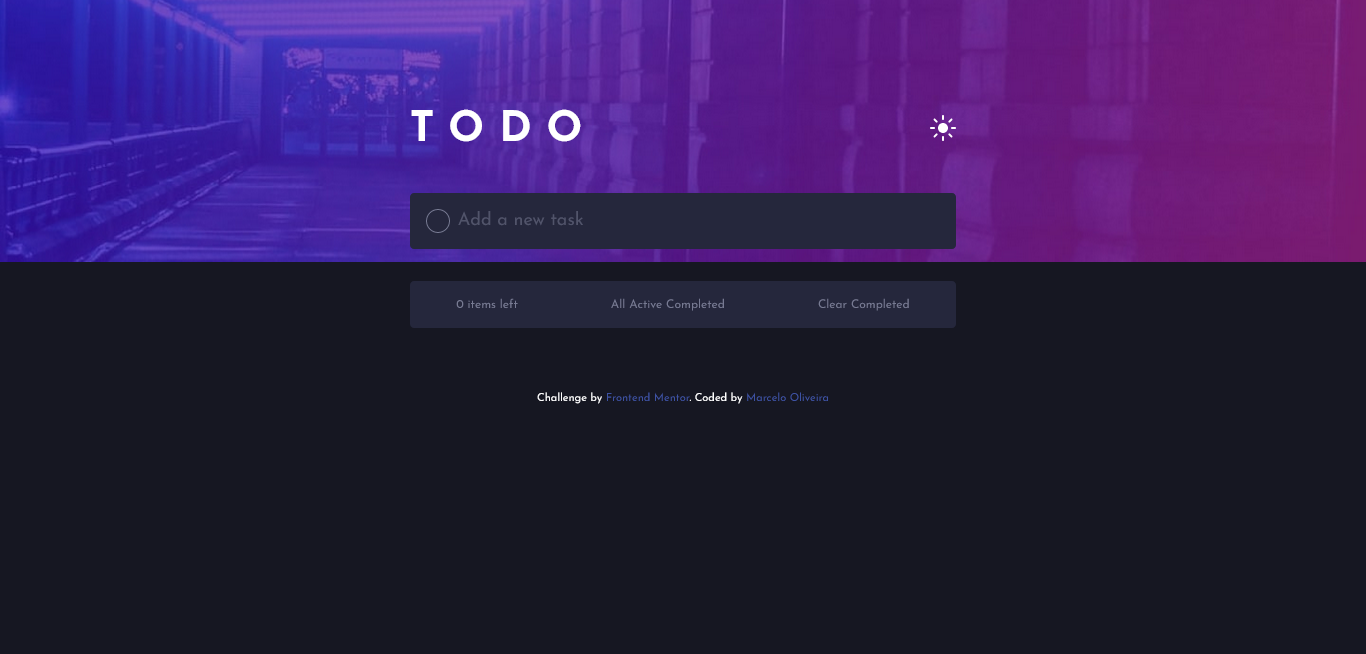 TODO
Add a new task
0 items left All Active Completed Clear Completed
Challenge by Frontend Mentor. Coded by Marcelo Oliveira